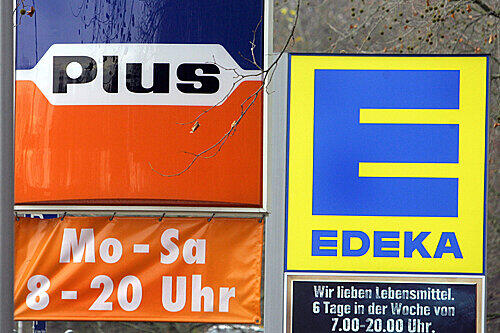 Plus
Mo - Sa
8 - 20 Uhr
E
EDEKA
Wir lieben Lebensmittel.
6 Tage in der Woche von
7.00-20.00 Uhr.